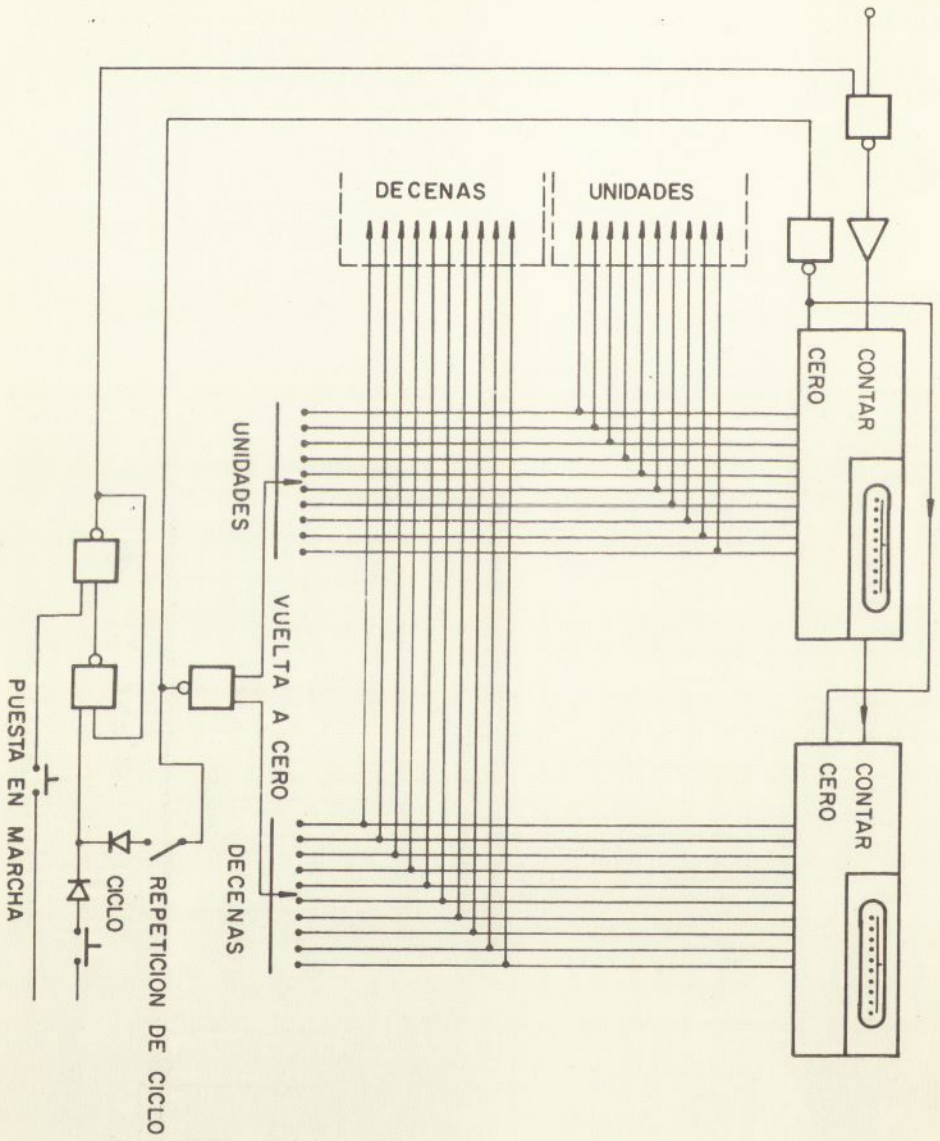 DECENAS
UNIDADES
CONTAR
CERO
UNIDADES
VUELTA A CERO
DECENAS
CONTAR
CERO
PUESTA EN MARCHA
CICLO
REPETICION DE CICLO